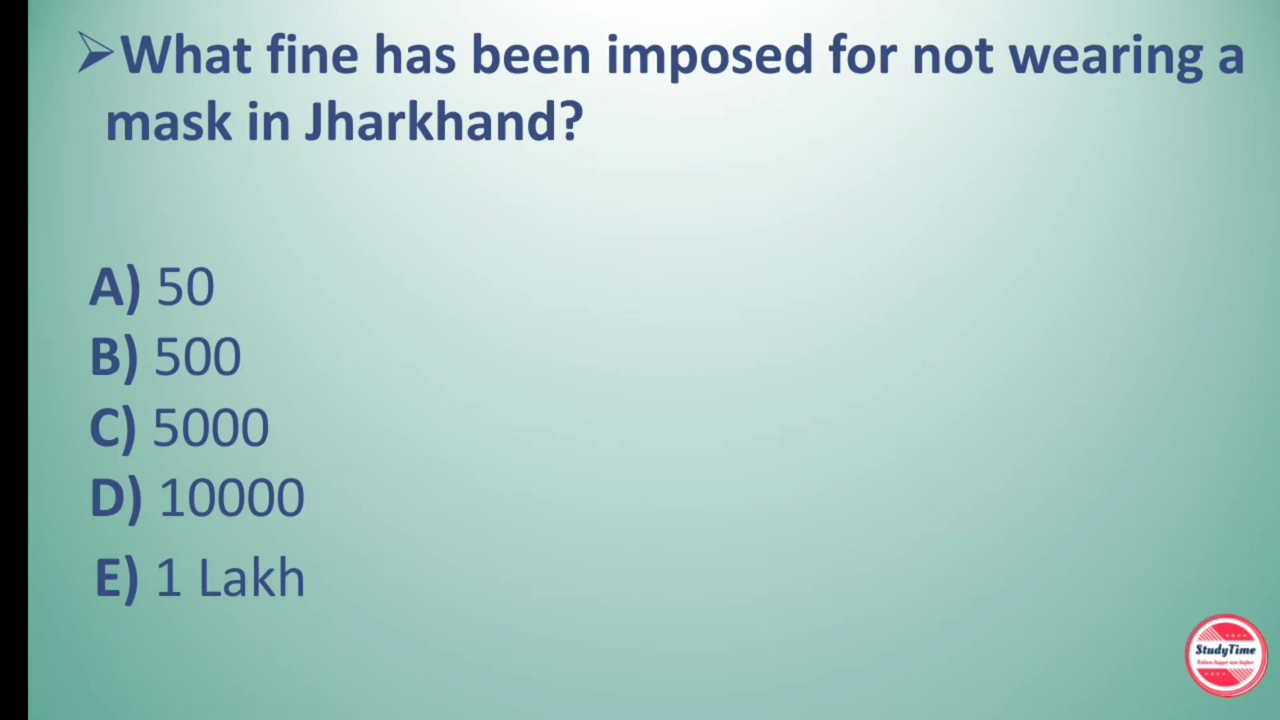 ➢What fine has been imposed for not wearing a
mask in Jharkhand?
A) 50
B) 500
C) 5000
D) 10000
E) 1 Lakh
StudyTime